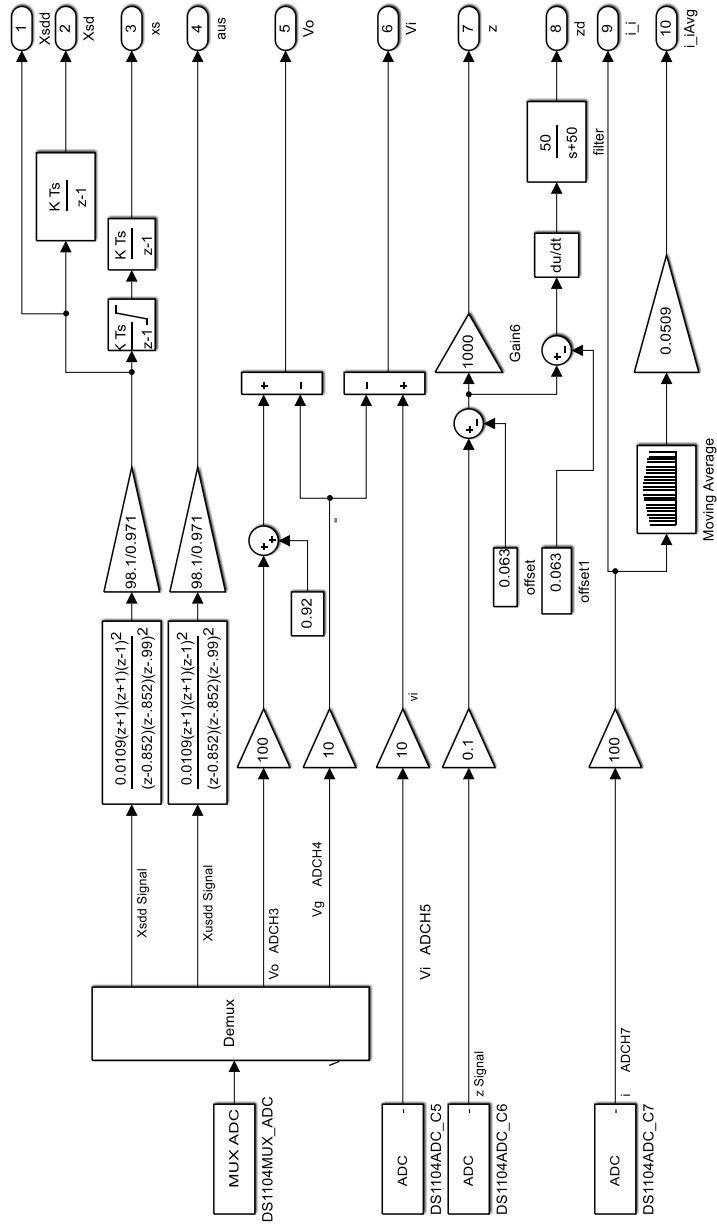 MUX ADC
DS1104MUX_ADC
Demux
Xsdd Signal
0.0109(z+1)(z+1)(z-1)²
(z-0.852)(z-.852)(z-.99)²
98.1/0.971
K Ts
z-1
K Ts
z-1
K Ts
z-1
1
Xsdd
2
Xsd
3
xs
Xusdd Signal
0.0109(z+1)(z+1)(z-1)²
(z-0.852)(z-.852)(z-.99)²
98.1/0.971
4
aus
Vo ADCH3
100
0.92
+
+
+
-
5
Vo
Vg ADCH4
10
-
+
6
Vi
ADC
DS1104ADC_C5
Vi ADCH5
10
vi
ADC
DS1104ADC_C6
z Signal
0.1
0.063
offset
+
-
1000
Gain6
7
z
0.063
offset1
+
-
du/dt
50
s+50
filter
8
zd
ADC
DS1104ADC_C7
i ADCH7
100
9
i_i
Moving Average
0.0509
10
i_iAvg